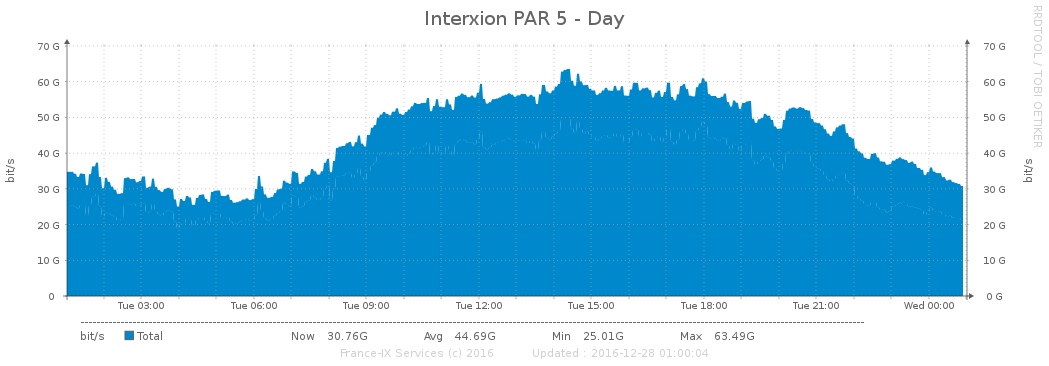 Interxion PAR 5 - Day
RRDTOOL / TOBI OETIKER
70 G 70 G
60 G 60 G
50 G 50 G
40 G 40 G
30 G 30 G
20 G 20 G
10 G 10 G
0 0 G
bit/s bit/s
Tue 03:00 Tue 06:00 Tue 09:00 Tue 12:00 Tue 15:00 Tue 18:00 Tue 21:00 Wed 00:00
bit/s Total Now 30.76G Avg 44.69G Min 25.01G Max 63.49G
France-IX Services (c) 2016 Updated : 2016-12-28 01:00:04